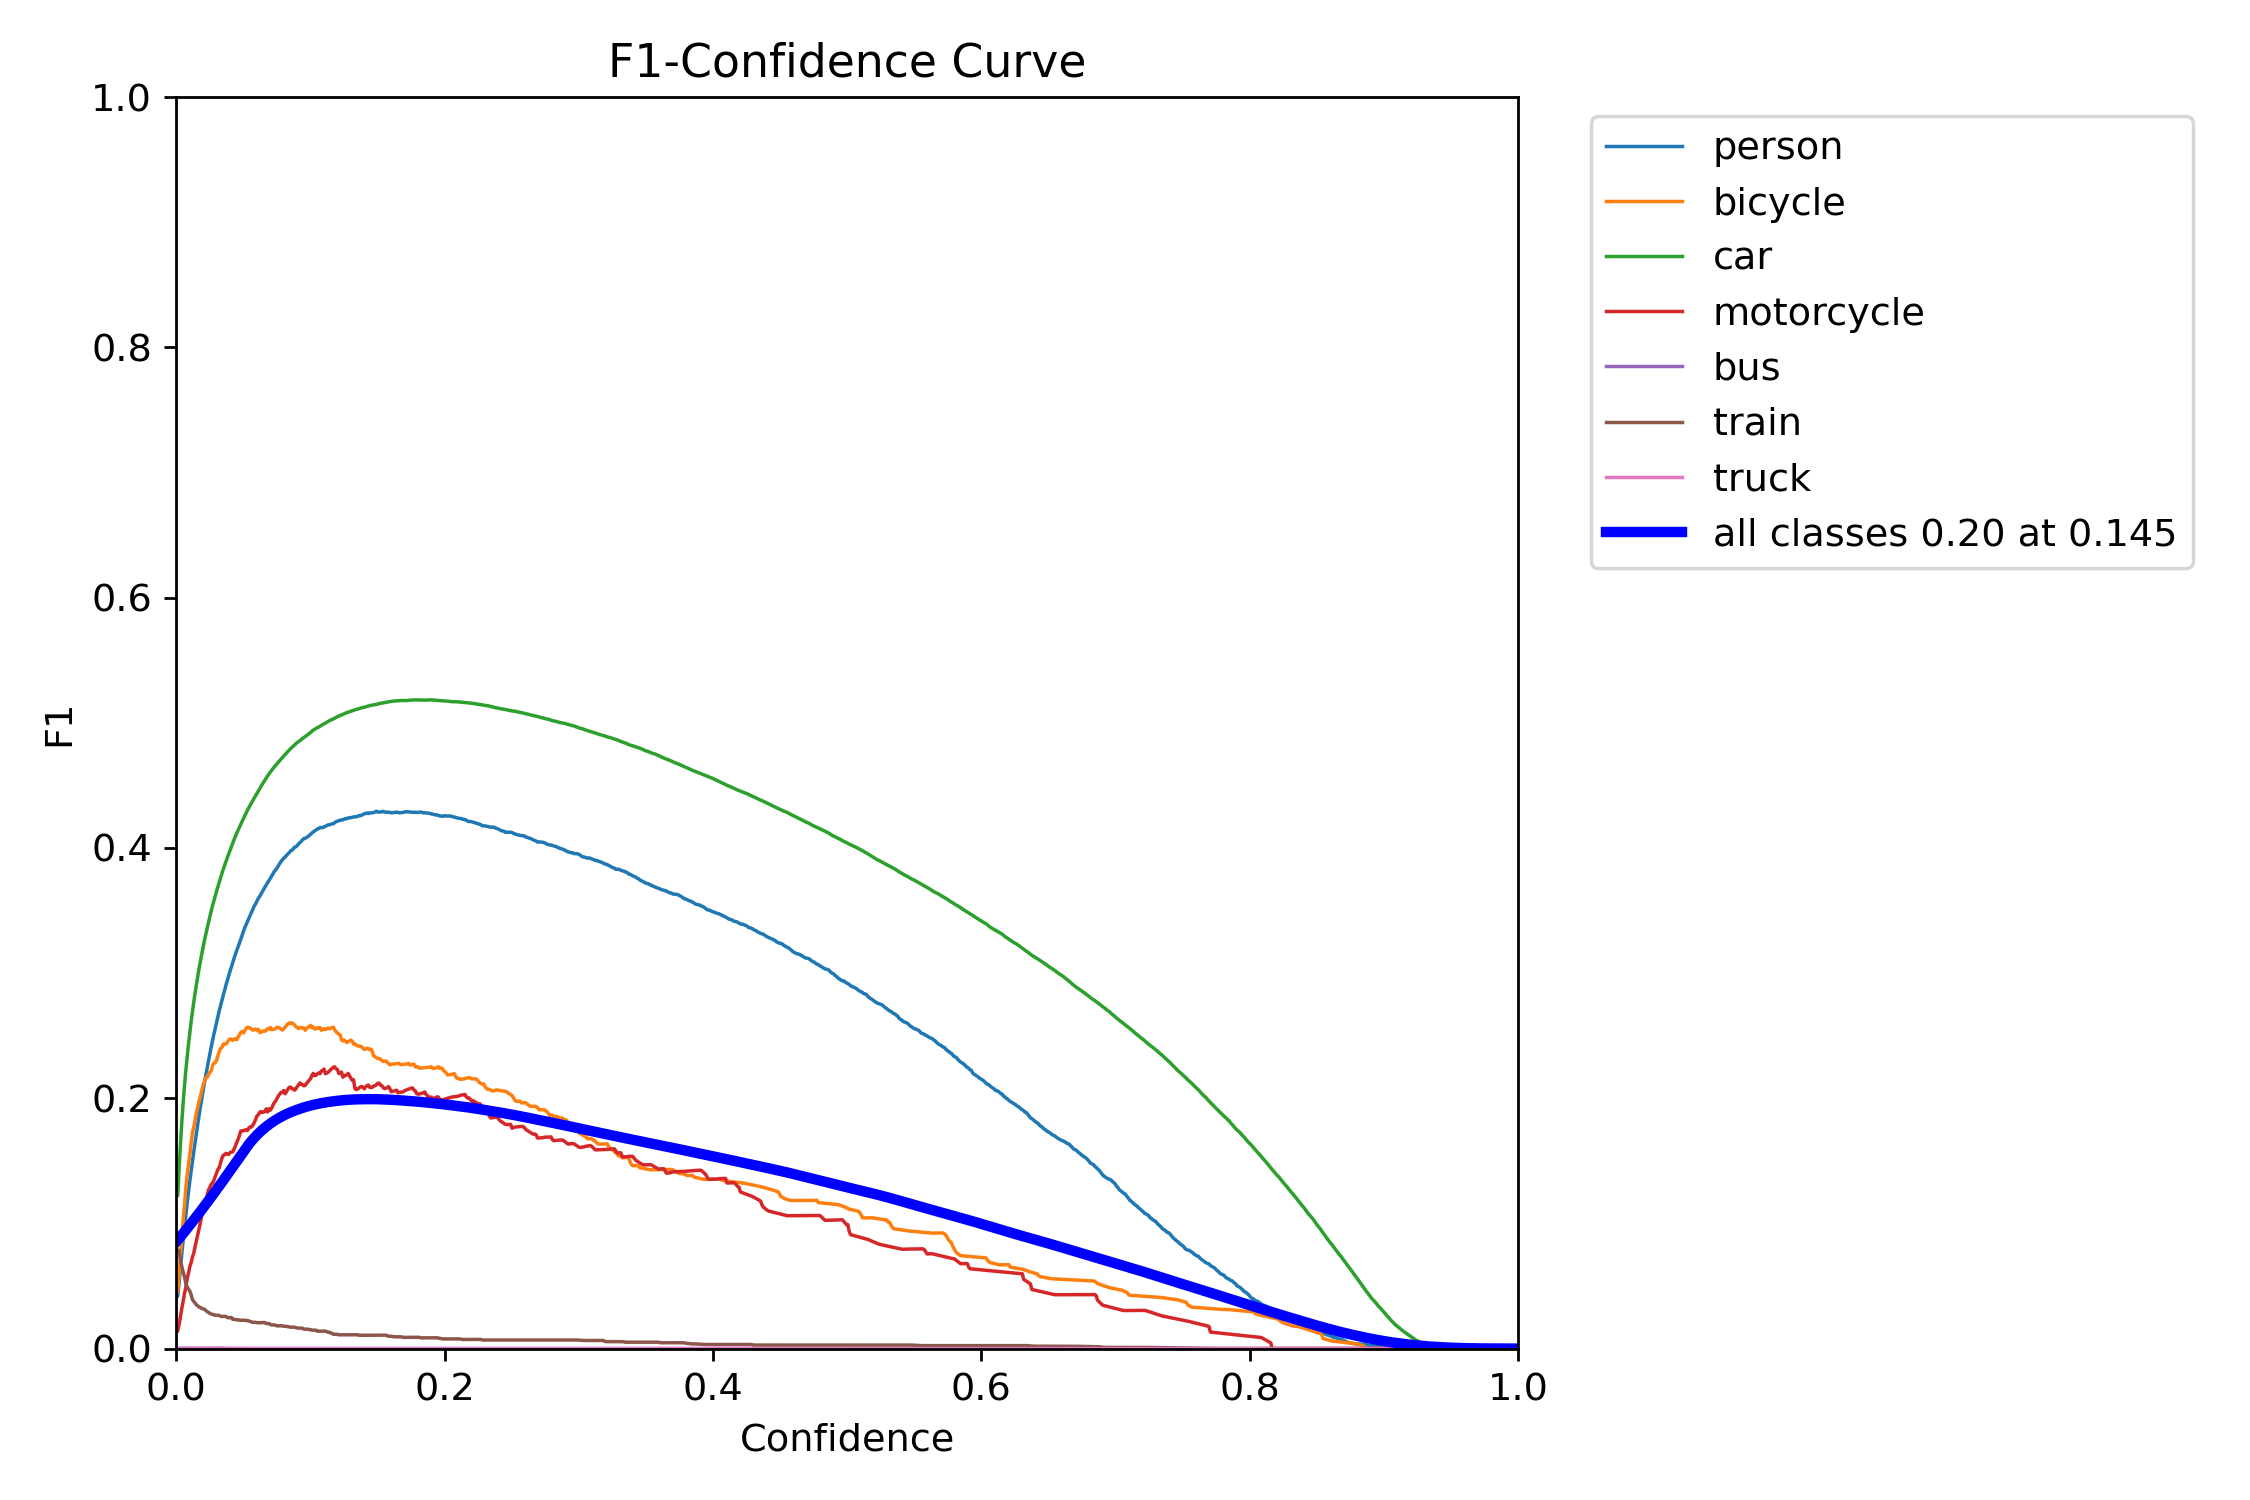 F1-Confidence Curve
1.0
0.8
0.6
0.4
0.2
0.0
F1
0.0 0.2 0.4 0.6 0.8 1.0
Confidence
person
bicycle
car
motorcycle
bus
train
truck
all classes 0.20 at 0.145